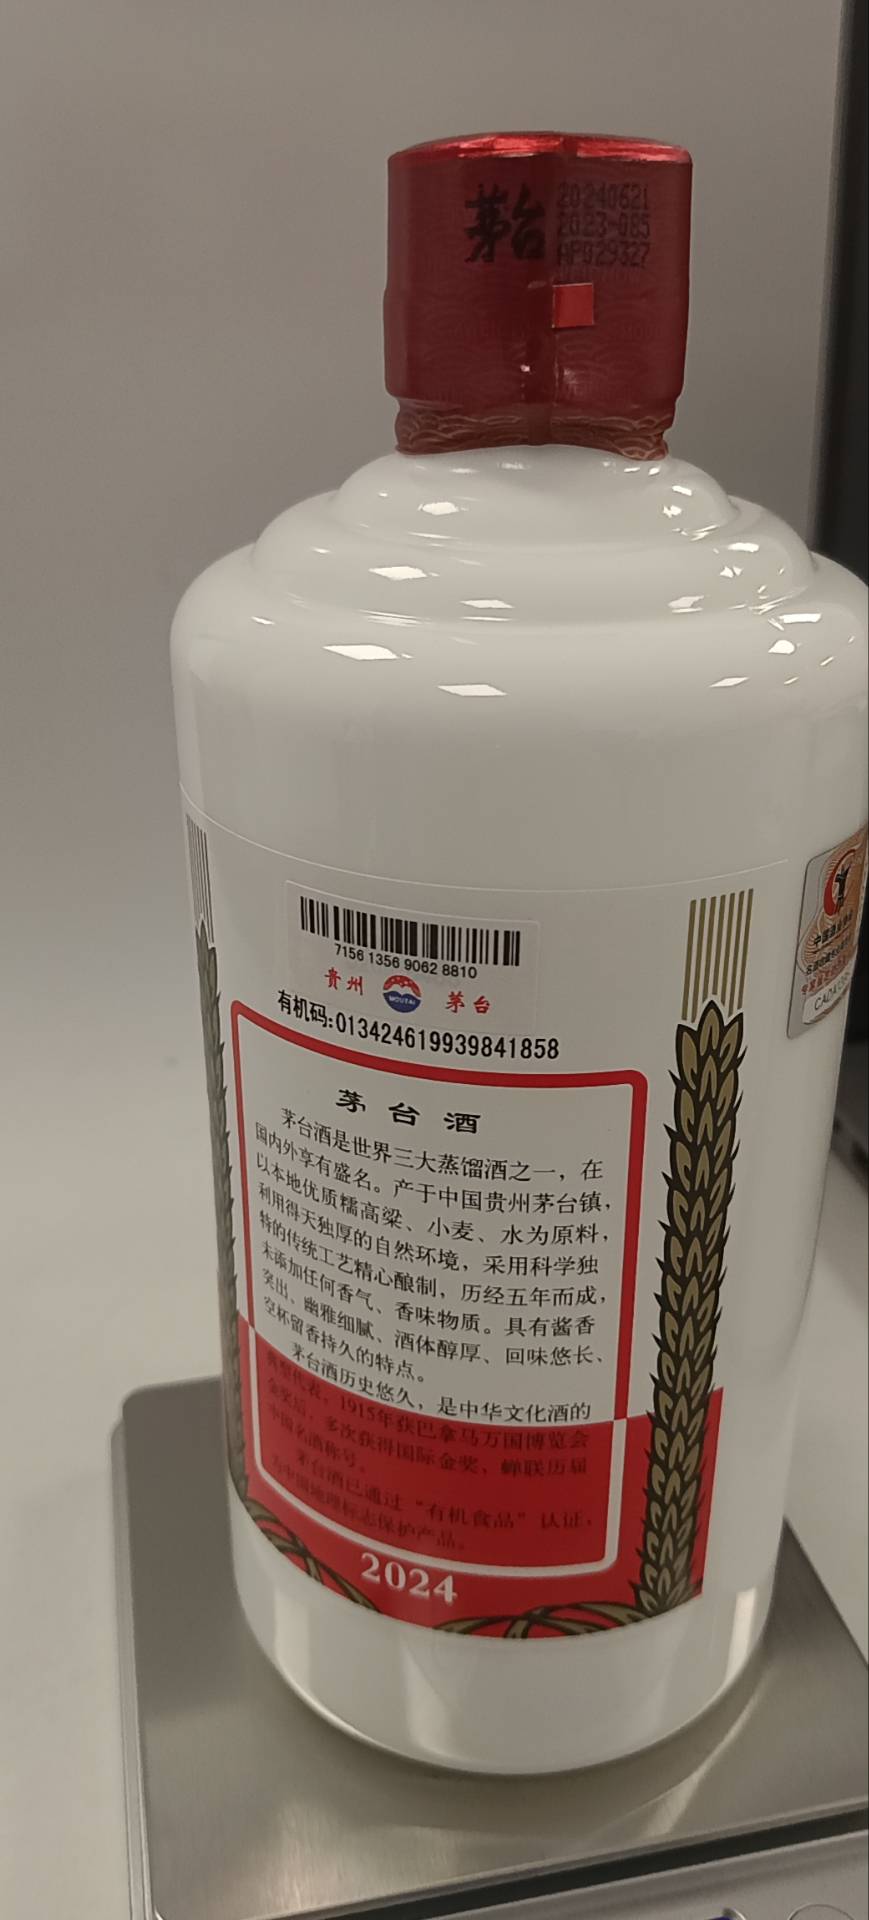 茅台
20240621
2023-085
AP029327
7156 1356 9062 8810
贵州
MOUTAI
茅台
有机码:013424619939841858
茅台酒
茅台酒是世界三大蒸馏酒之一，在
国内外享有盛名。产于中国贵州茅台镇，
以本地优质糯高粱、小麦、水为原料，
利用得天独厚的自然环境，采用科学独
特的传统工艺精心酿制，历经五年而成，
未添加任何香气、香味物质。具有酱香
突出、幽雅细腻、酒体醇厚、回味悠长、
空杯留香持久的特点。
茅台酒历史悠久，是中华文化酒的
典型代表。1915年获巴拿马万国博览会
金奖后，多次获得国际金奖、蝉联历届
中国名酒称号。
茅台酒已通过“有机食品”认证，
为中国地理标志保护产品。
2024
中国酒业协会